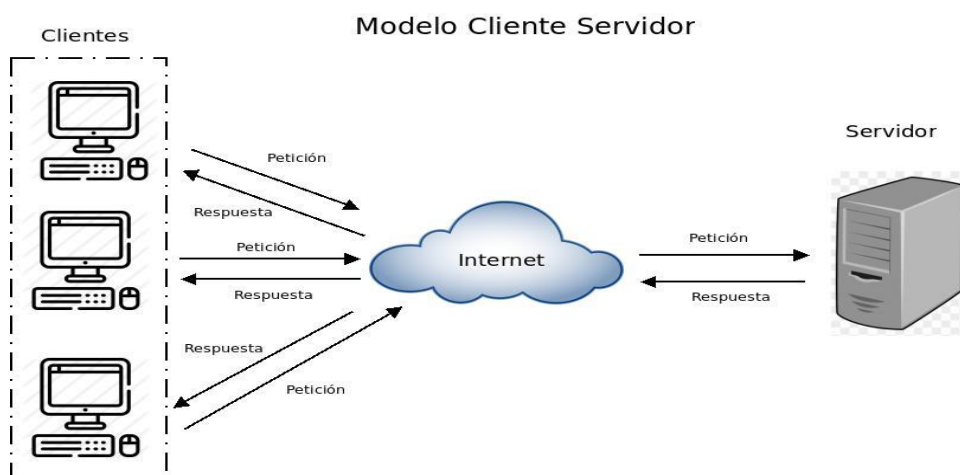 Modelo Cliente Servidor
Clientes
Servidor
Petición
Respuesta
Petición
Respuesta
Respuesta
Petición
Internet
Petición
Respuesta